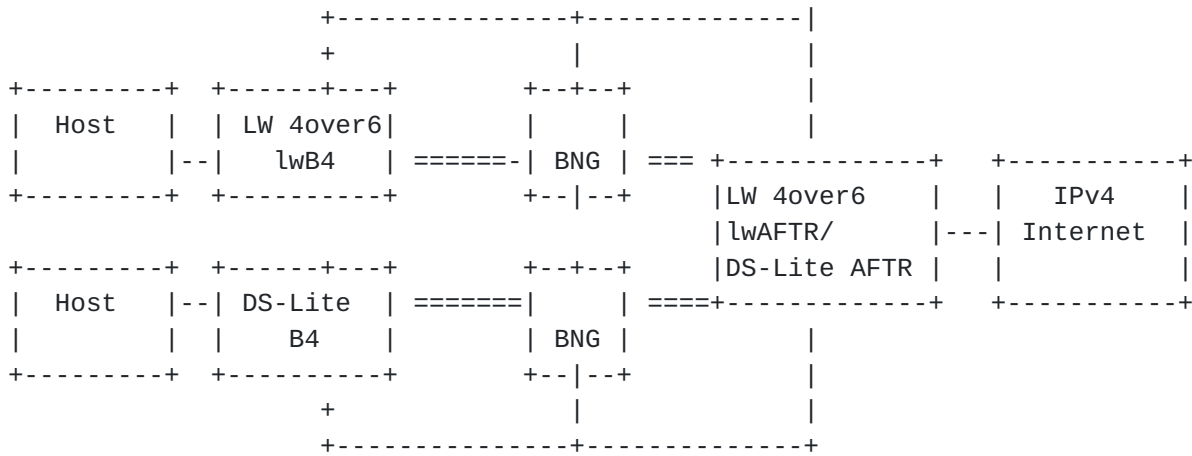 Host
LW 4over6
lwB4
BNG
LW 4over6
lwAFTR/
DS-Lite AFTR
IPv4
Internet
Host
DS-Lite
B4
BNG